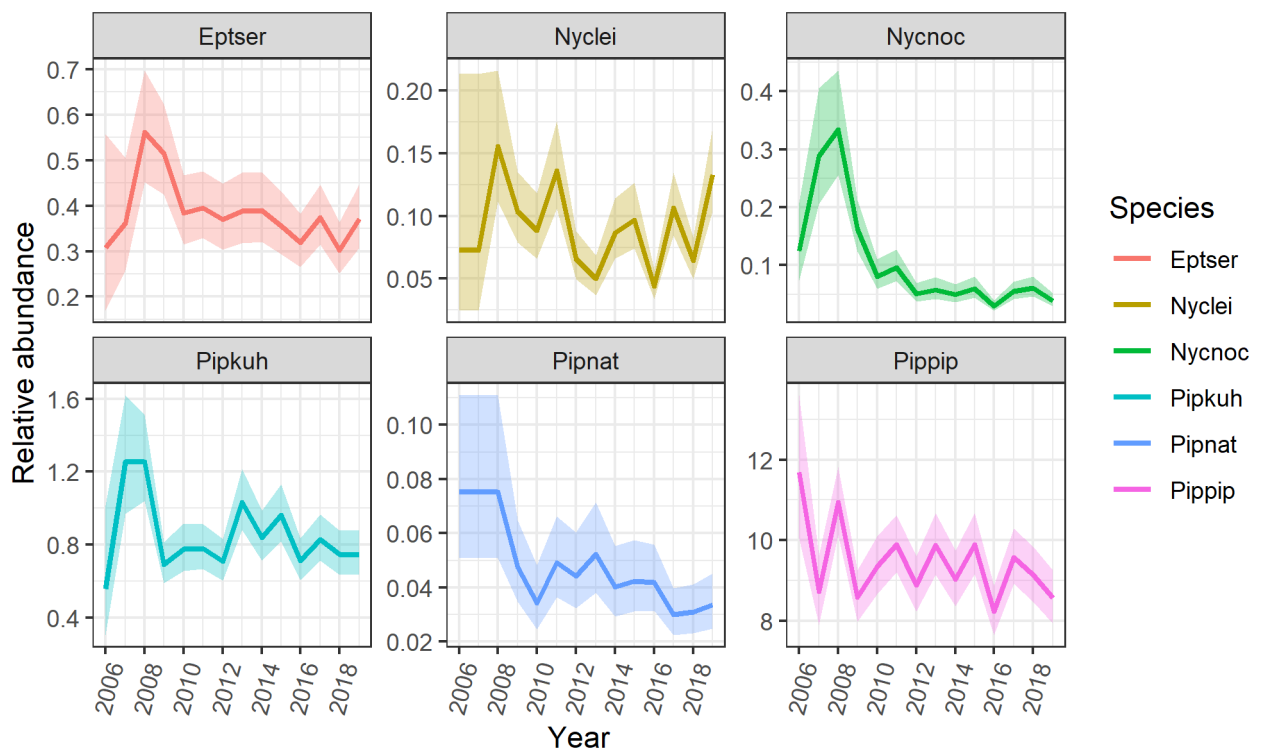 Eptser
Nyclei
Nycnoc
0.7
0.6
0.5
0.4
0.3
0.2
0.20
0.15
0.10
0.05
0.4
0.3
0.2
0.1
Relative abundance
Pipkuh
Pipnat
Pippip
1.6
1.2
0.8
0.4
0.10
0.08
0.06
0.04
0.02
12
10
8
2006 2008 2010 2012 2014 2016 2018
2006 2008 2010 2012 2014 2016 2018
2006 2008 2010 2012 2014 2016 2018
Year
Species
Eptser
Nyclei
Nycnoc
Pipkuh
Pipnat
Pippip